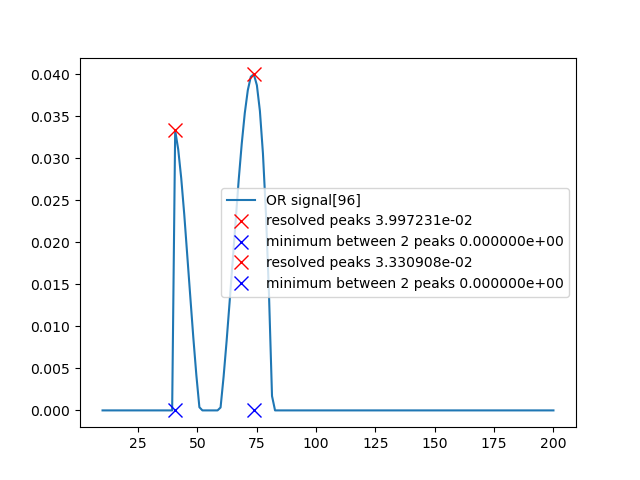 0.040
0.035
0.030
0.025
0.020
0.015
0.010
0.005
0.000
OR signal[96]
resolved peaks 3.997231e-02
minimum between 2 peaks 0.000000e+00
resolved peaks 3.330908e-02
minimum between 2 peaks 0.000000e+00
25 50 75 100 125 150 175 200